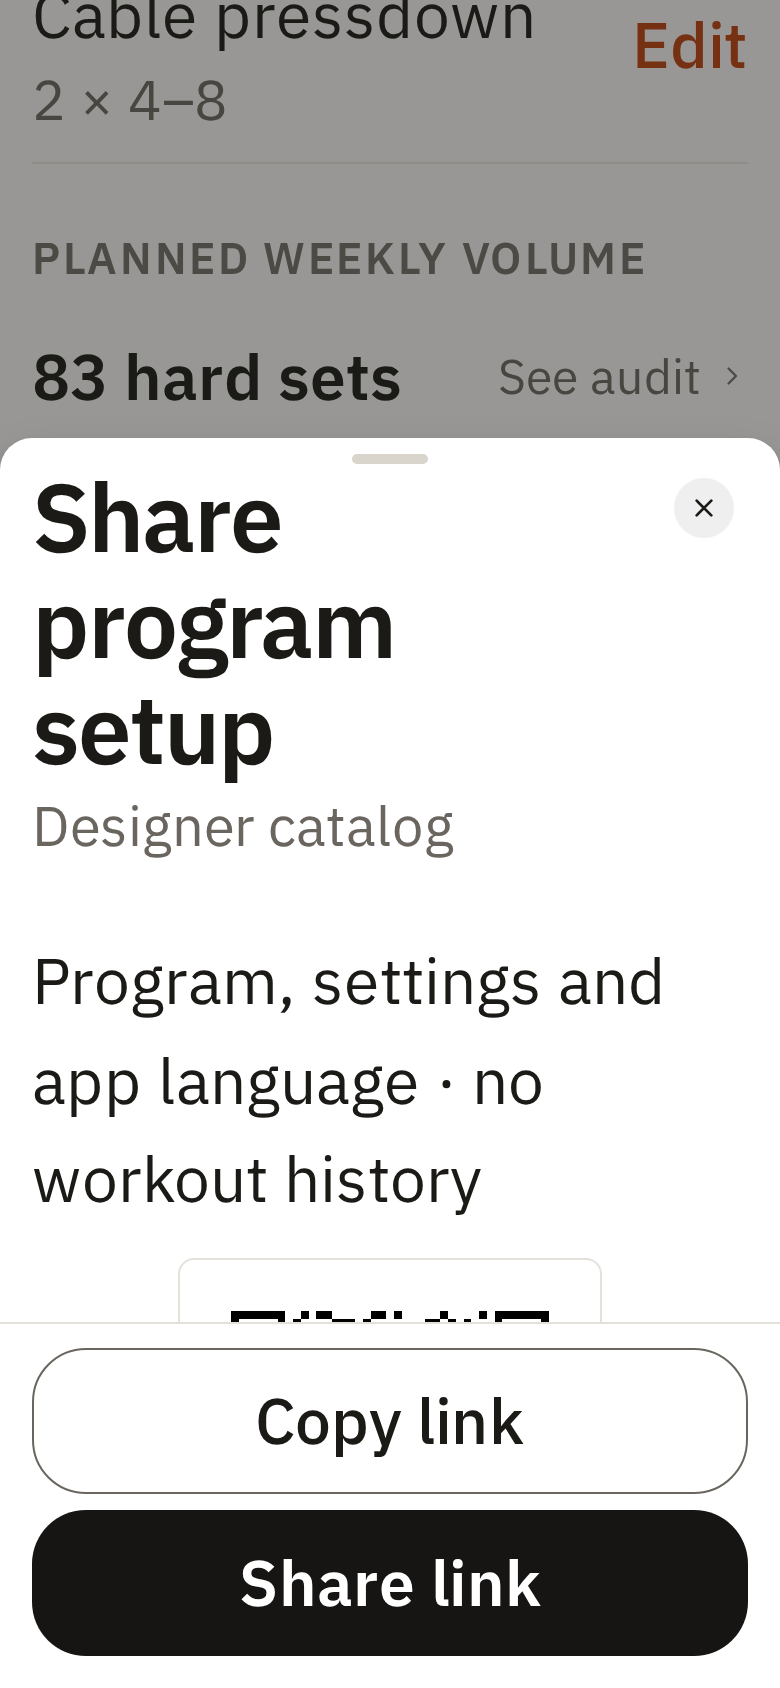 Cable pressdown
Edit
2 × 4–8
PLANNED WEEKLY VOLUME
83 hard sets
See audit
Share
program
setup
Designer catalog
Program, settings and
app language · no
workout history
Copy link
Share link